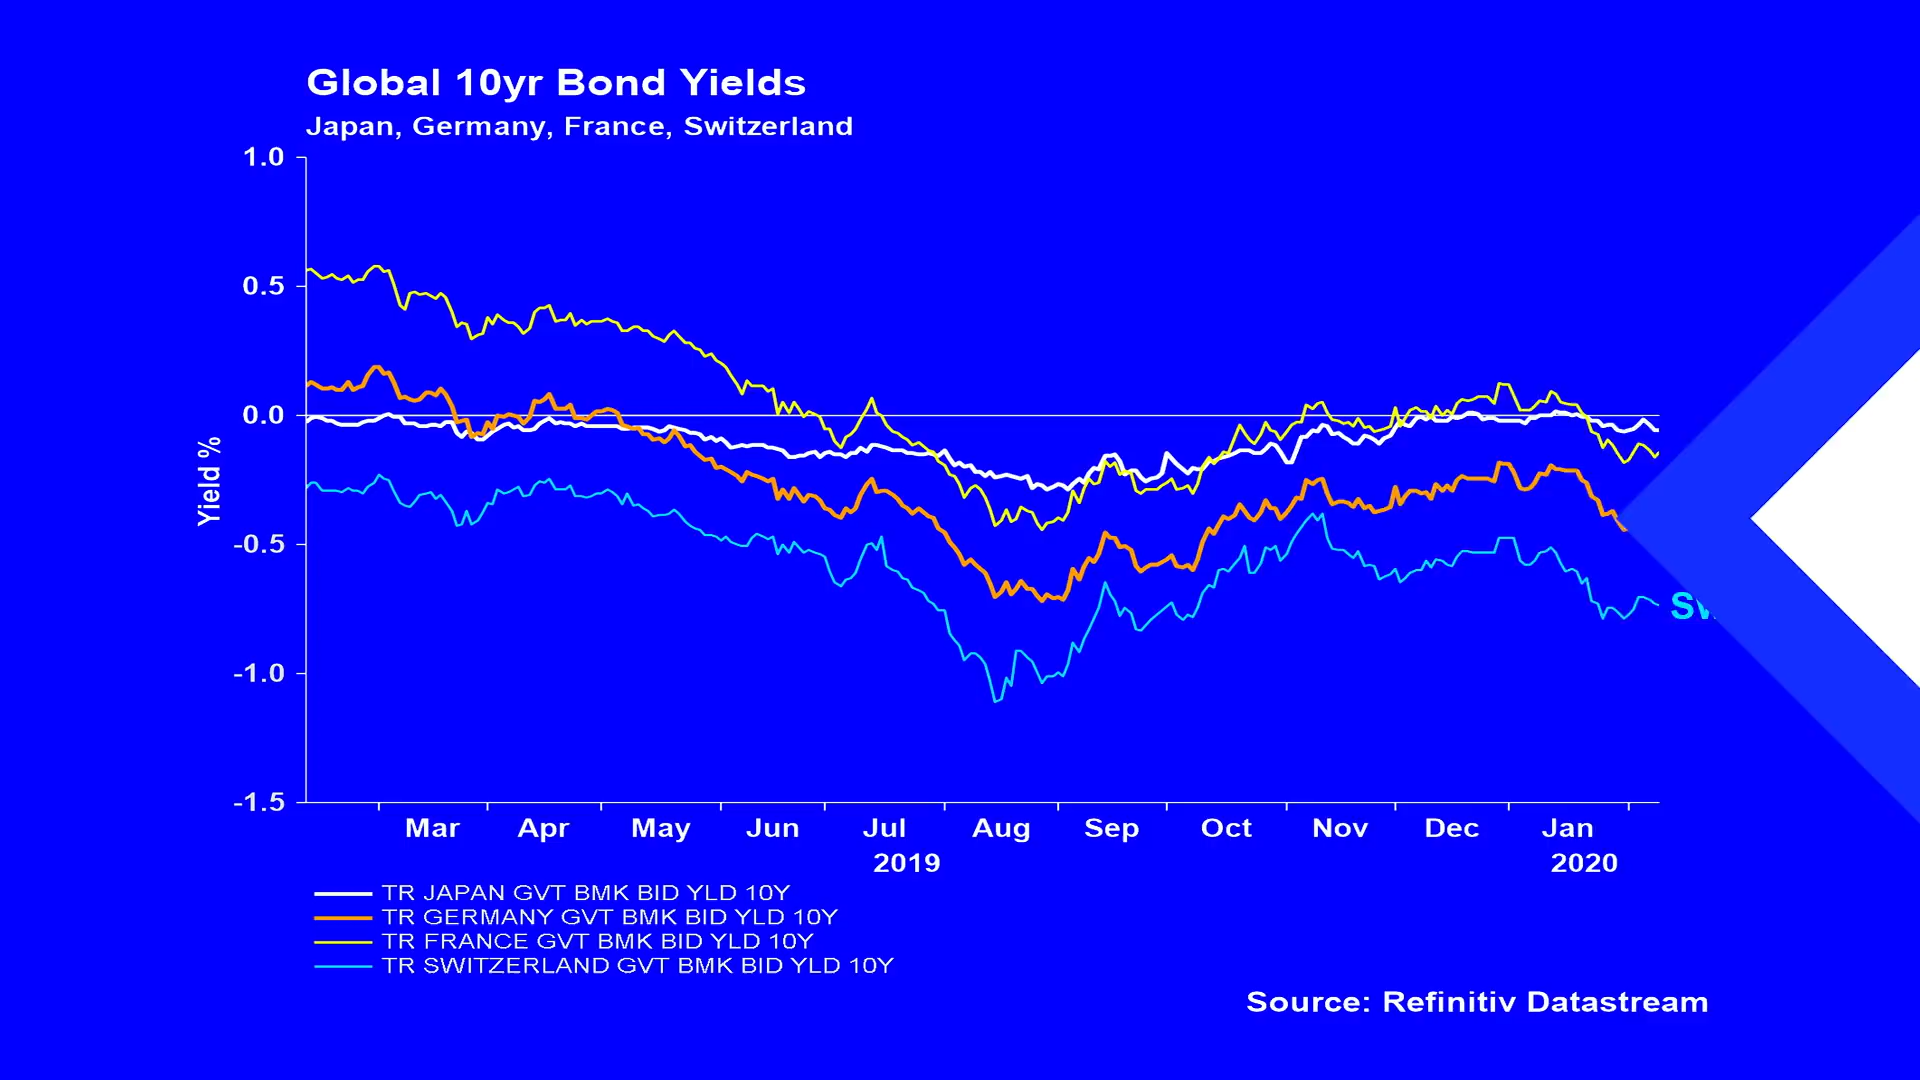 Global 10yr Bond Yields
Japan, Germany, France, Switzerland
1.0
0.5
0.0
-0.5
-1.0
-1.5
Yield %
Mar Apr May Jun Jul Aug Sep Oct Nov Dec Jan
2019 2020
TR JAPAN GVT BMK BID YLD 10Y
TR GERMANY GVT BMK BID YLD 10Y
TR FRANCE GVT BMK BID YLD 10Y
TR SWITZERLAND GVT BMK BID YLD 10Y
Source: Refinitiv Datastream